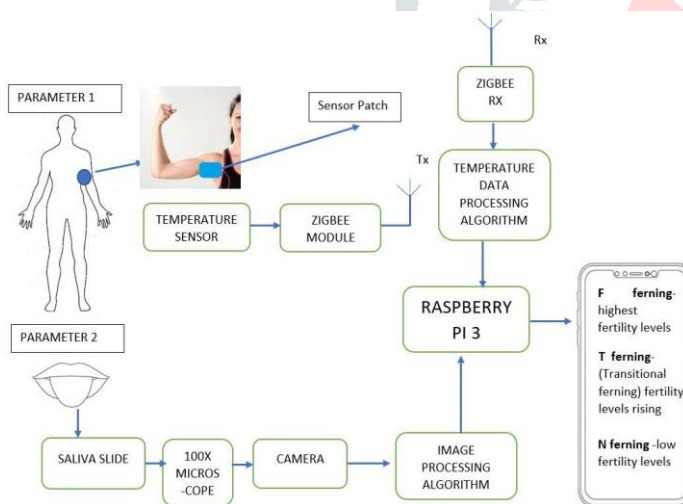 PARAMETER 1
Sensor Patch
Rx
ZIGBEE
RX
Tx
TEMPERATURE
DATA
PROCESSING
ALGORITHM
TEMPERATURE
SENSOR
ZIGBEE
MODULE
RASPBERRY
PI 3
PARAMETER 2
SALIVA SLIDE
100X
MICROS
-COPE
CAMERA
IMAGE
PROCESSING
ALGORITHM
F ferning-
highest
fertility levels
T ferning-
(Transitional
ferning) fertility
levels rising
N ferning -low
fertility levels